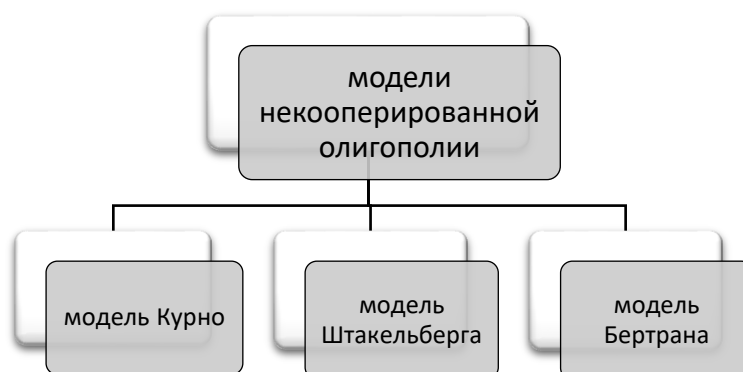 модели
некооперированной
олигополии
модель Курно
модель
Штакельберга
модель
Бертрана